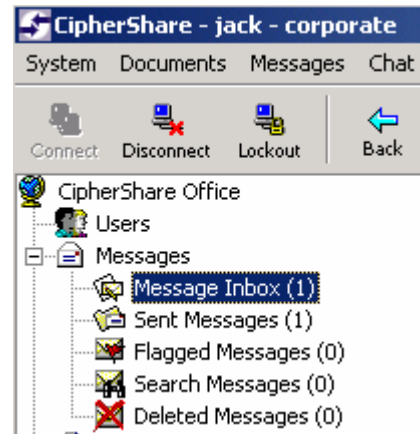 CipherShare - jack - corporate
System Documents Messages Chat
Connect Disconnect Lockout Back
CipherShare Office
Users
Messages
Message Inbox (1)
Sent Messages (1)
Flagged Messages (0)
Search Messages (0)
Deleted Messages (0)